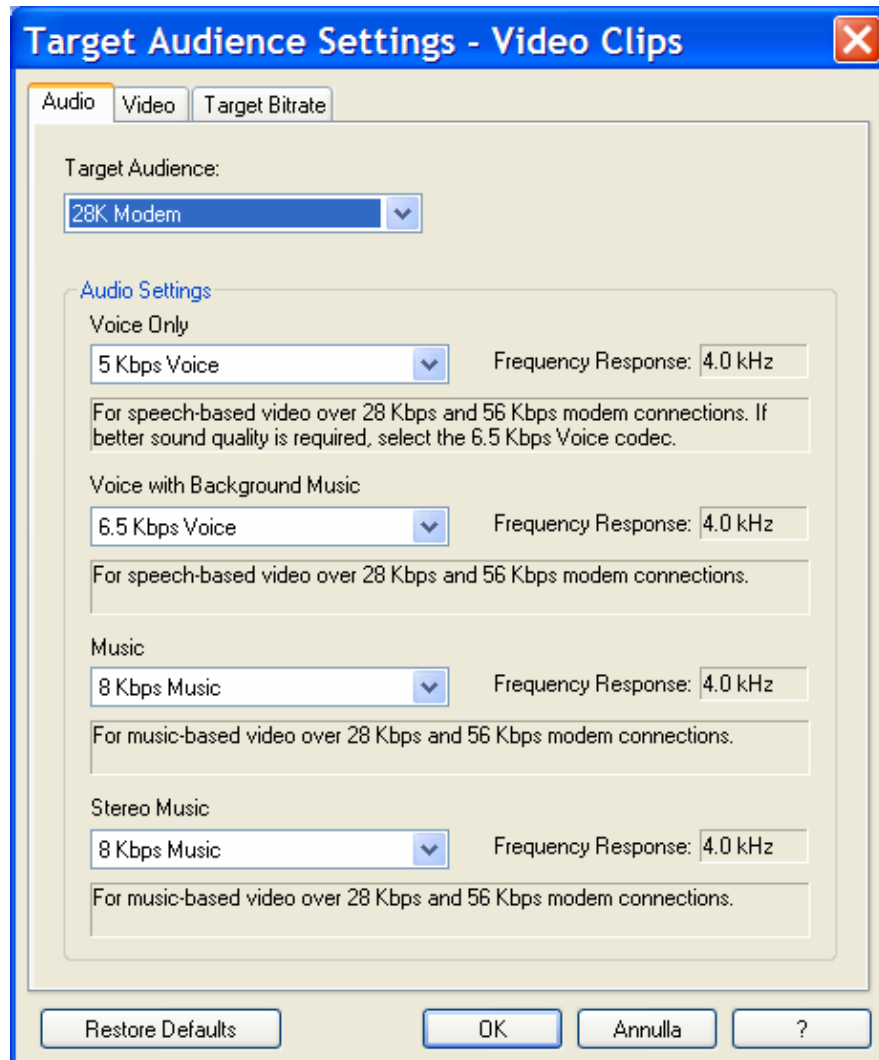 Target Audience Settings - Video Clips
Audio
Video
Target Bitrate
Target Audience:
28K Modem
Audio Settings
Voice Only
5 Kbps Voice
Frequency Response: 4.0 kHz
For speech-based video over 28 Kbps and 56 Kbps modem connections. If
better sound quality is required, select the 6.5 Kbps Voice codec.
Voice with Background Music
6.5 Kbps Voice
Frequency Response: 4.0 kHz
For speech-based video over 28 Kbps and 56 Kbps modem connections.
Music
8 Kbps Music
Frequency Response: 4.0 kHz
For music-based video over 28 Kbps and 56 Kbps modem connections.
Stereo Music
8 Kbps Music
Frequency Response: 4.0 kHz
For music-based video over 28 Kbps and 56 Kbps modem connections.
Restore Defaults
OK
Annulla
?